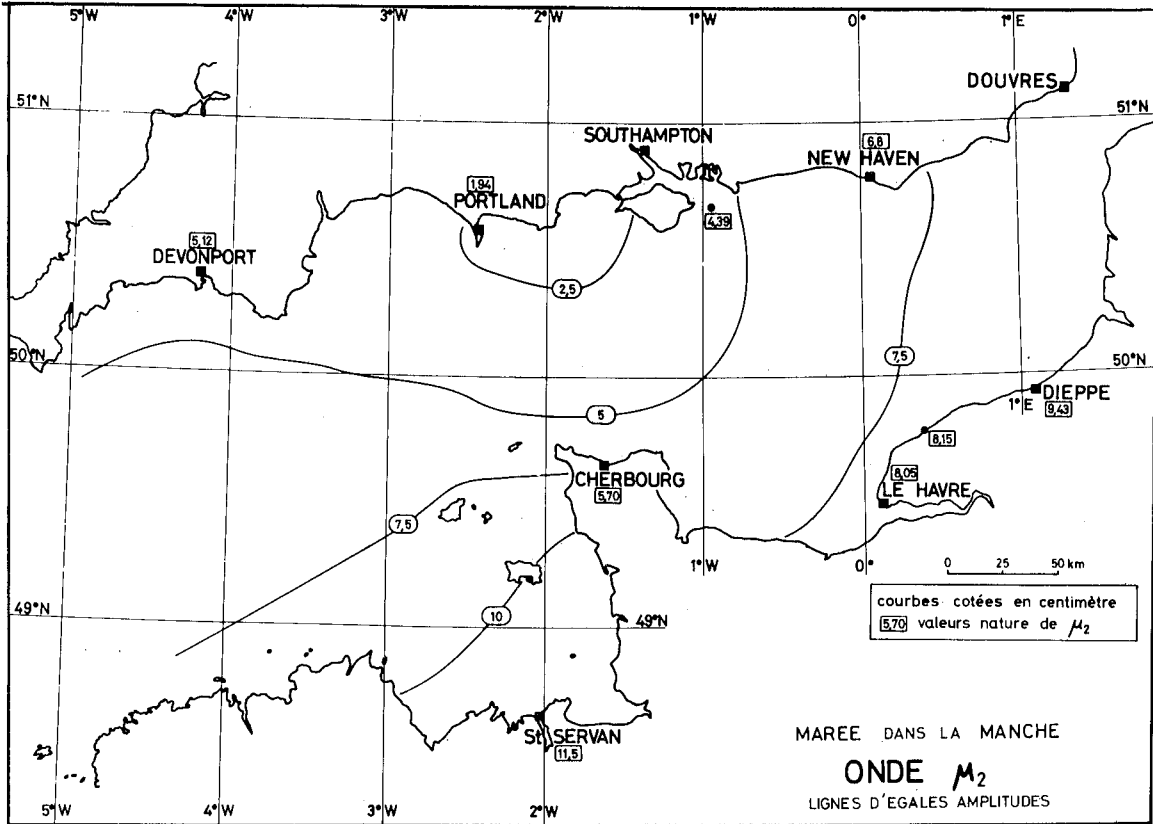 5°W 4°W 3°W 2°W 1°W 0° 1°E
DOUVRES
51°N 51°N
SOUTHAMPTON
6,8
NEW HAVEN
1,94
PORTLAND
4,39
5,12
DEVONPORT
2,5
50°N 7,5 50°N
DIEPPE
1°E
9,43
5
8,15
8,05
CHERBOURG
LE HAVRE
5,70
7,5
1°W 0°
0 25 50 km
49°N 10 49°N
courbes cotées en centimètre
5,70 valeurs nature de μ2
St SERVAN
11,5
MAREE DANS LA MANCHE
ONDE μ2
LIGNES D'EGALES AMPLITUDES
5°W 4°W 3°W 2°W